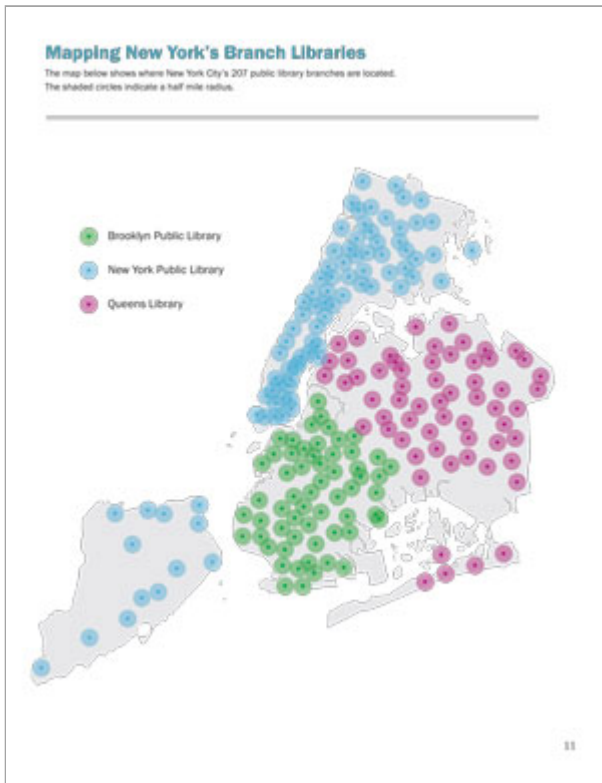 Mapping New York's Branch Libraries
The map below shows where New York City's 207 public library branches are located.
The shaded circles indicate a half mile radius.
Brooklyn Public Library
New York Public Library
Queens Library
11